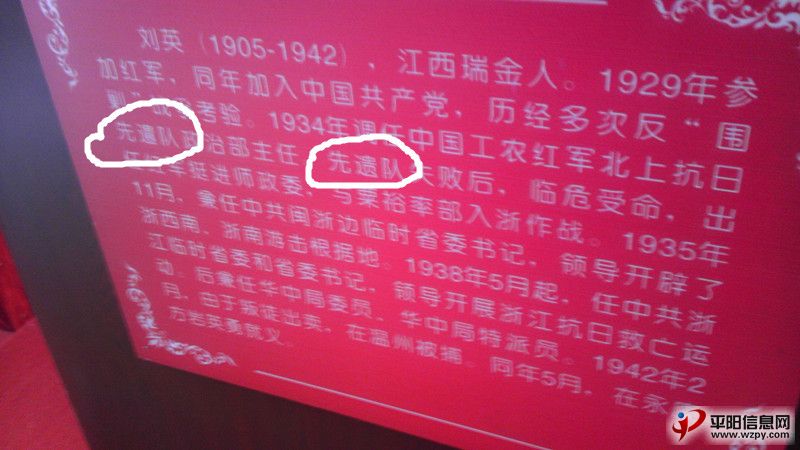 刘英(1905-1942),江西瑞金人。1929年参
加红军,同年加入中国共产党,历经多次反“围
剿”战争考验。1934年调任中国工农红军北上抗日
先遗队政治部主任,先遗队失败后,临危受命,出
任红军挺进师政委,与粟裕率部入浙作战。1935年
11月,兼任中共闽浙边临时省委书记,领导开辟了
浙西南、浙南游击根据地。1938年5月起,任中共浙
江临时省委和省委书记,领导开展浙江抗日救亡运
动,后兼任华中局委员、华中局特派员。1942年2
月,由于叛徒出卖,在温州被捕。同年5月,在永
方岩英勇就义。
平阳信息网
www.wzpy.com